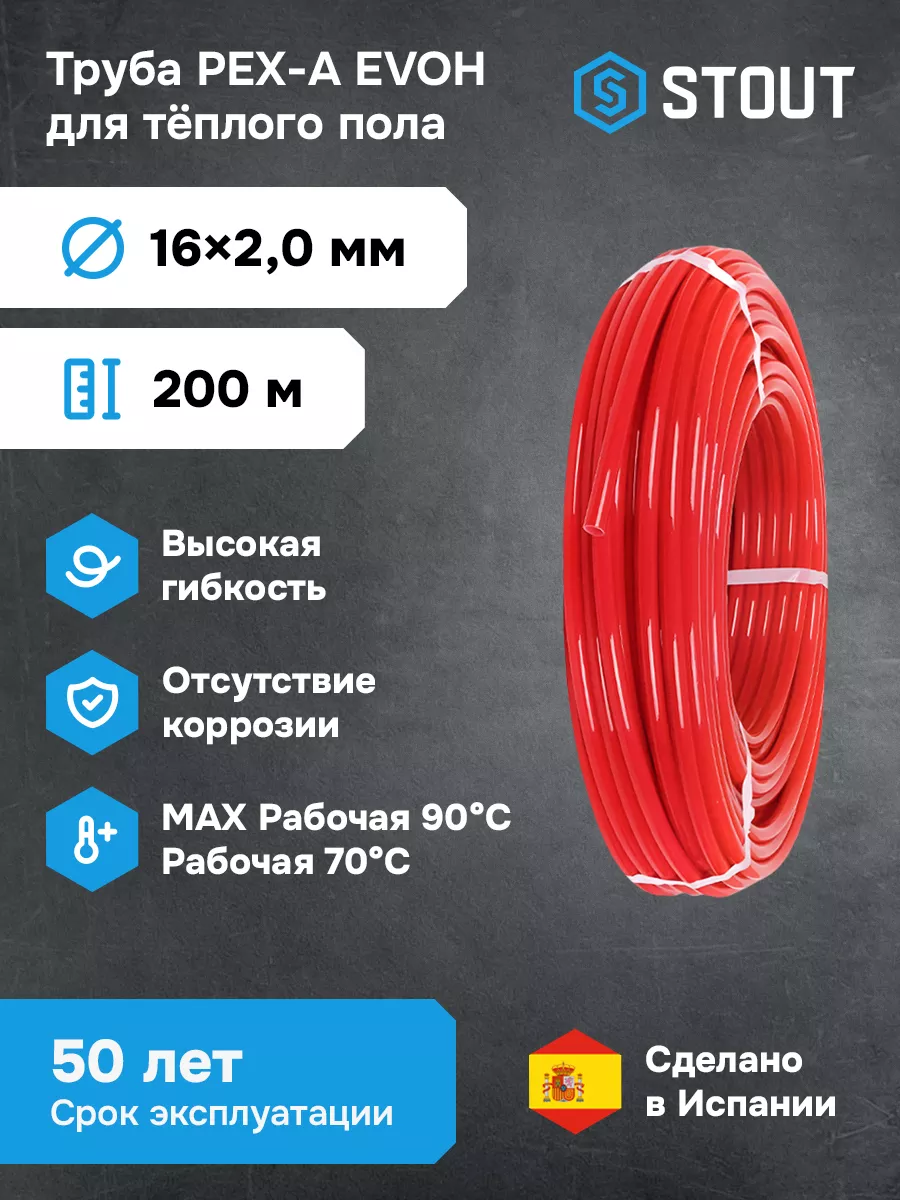 Труба PEX-A EVOH
для тёплого пола
STOUT
16×2,0 мм
200 м
Высокая
гибкость
Отсутствие
коррозии
MAX Рабочая 90°C
Рабочая 70°C
50 лет
Срок эксплуатации
Сделано
в Испании